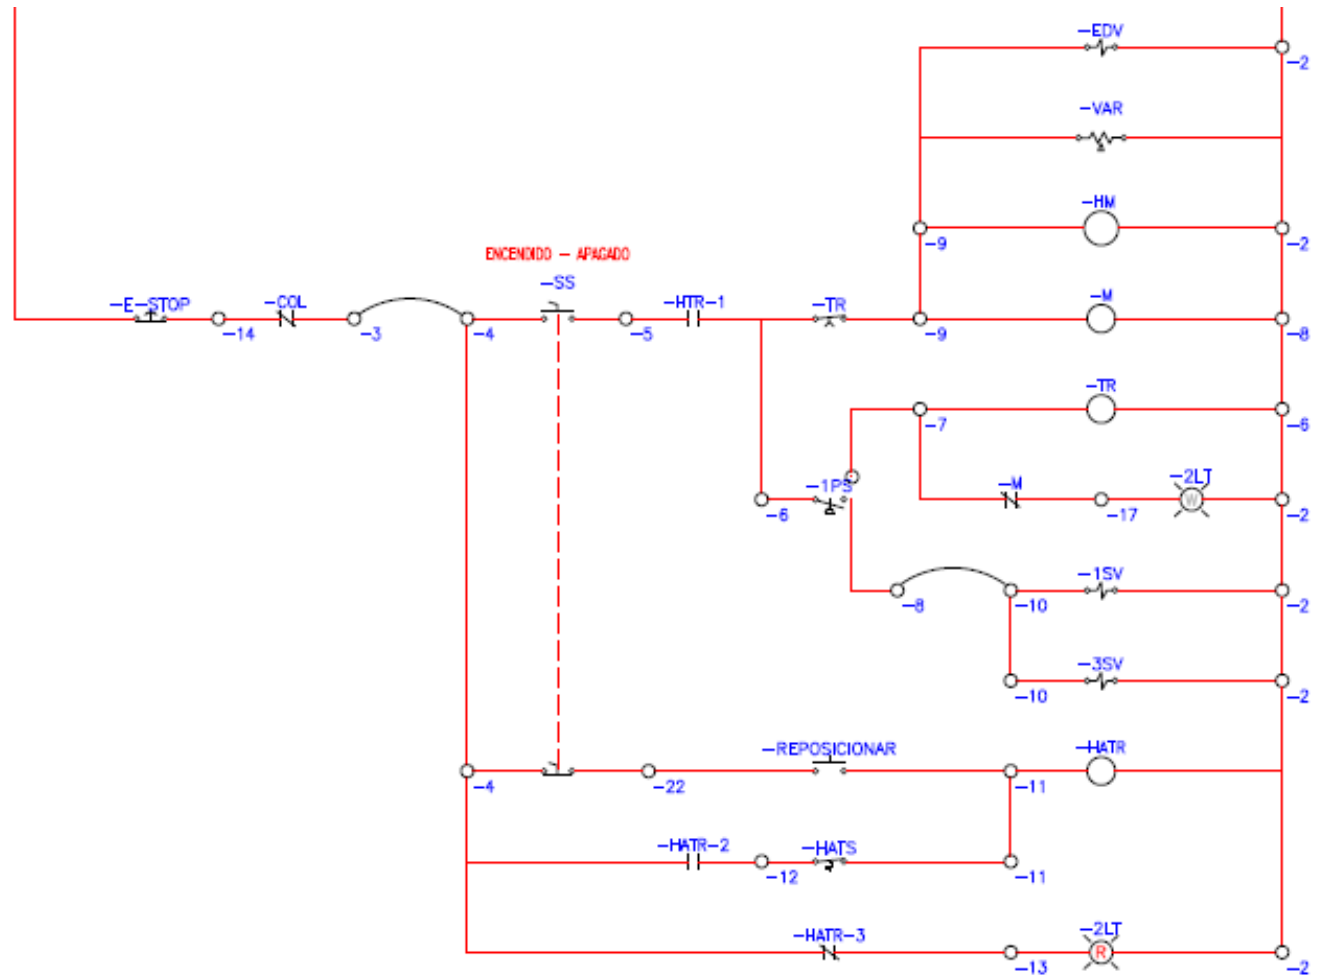 -EDV
-2
-VAR
-HM
-9
-2
ENCENDIDO - APAGADO
-E-STOP
-COL
-SS
-HTR-1
-TR
-M
-14
-3
-4
-5
-9
-8
-TR
-7
-6
-1PS
-M
-2LT
-6
-17
W
-2
-1SV
-8
-10
-2
-3SV
-10
-2
-REPOSICIONAR
-HATR
-4
-22
-11
-HATR-2
-HATS
-12
-11
-HATR-3
-2LT
-13
R
-2